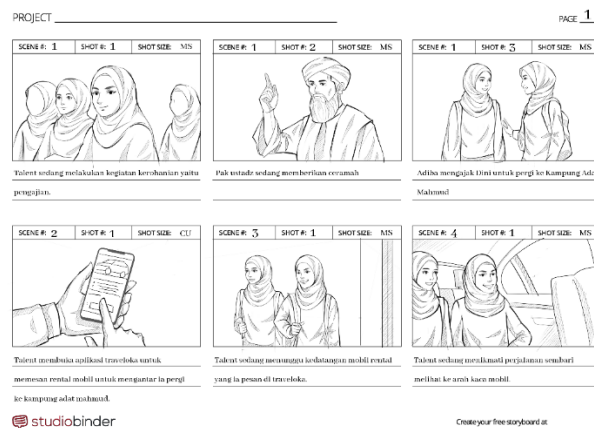 PROJECT
PAGE 1
SCENE #: 1 SHOT #: 1 SHOT SIZE: MS
Talent sedang melakukan kegiatan kerohanian yaitu
pengajian.
SCENE #: 1 SHOT #: 2 SHOT SIZE: MS
Pak ustadz sedang memberikan ceramah
SCENE #: 1 SHOT #: 3 SHOT SIZE: MS
Adiba mengajak Dini untuk pergi ke Kampung Ada
Mahmud
SCENE #: 2 SHOT #: 1 SHOT SIZE: CU
Talent membuka aplikasi traveloka untuk
memesan rental mobil untuk mengantar ia pergi
ke kampung adat mahmud.
SCENE #: 3 SHOT #: 1 SHOT SIZE: MS
Talent sedang menunggu kedatangan mobil rental
yang ia pesan di traveloka.
SCENE #: 4 SHOT #: 1 SHOT SIZE: MS
Talent sedang menikmati perjalanan sembari
melihat ke arah kaca mobil.
studiobinder
Create your free storyboard at